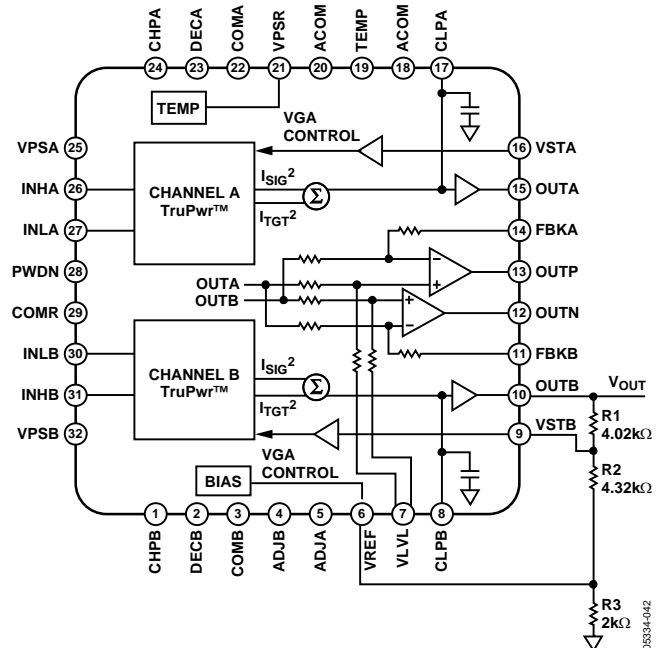 CHPA
DECA
COMA
VPSR
ACOM
TEMP
ACOM
CLPA
24
23
22
21
20
19
18
17
TEMP
VGA
CONTROL
VPSA 25
16 VSTA
INHA 26
CHANNEL A
TruPwr™
ISIG²
ITGT²
Σ
15 OUTA
INLA 27
14 FBKA
PWDN 28
OUTA
OUTB
−
+
13 OUTP
COMR 29
+
−
12 OUTN
INLB 30
CHANNEL B
TruPwr™
ISIG²
ITGT²
Σ
11 FBKB
INHB 31
10 OUTB
VOUT
R1
4.02kΩ
VPSB 32
9 VSTB
VGA
CONTROL
R2
4.32kΩ
BIAS
1
2
3
4
5
6
7
8
CHPB
DECB
COMB
ADJB
ADJA
VREF
VLVL
CLPB
R3
2kΩ
05334-042